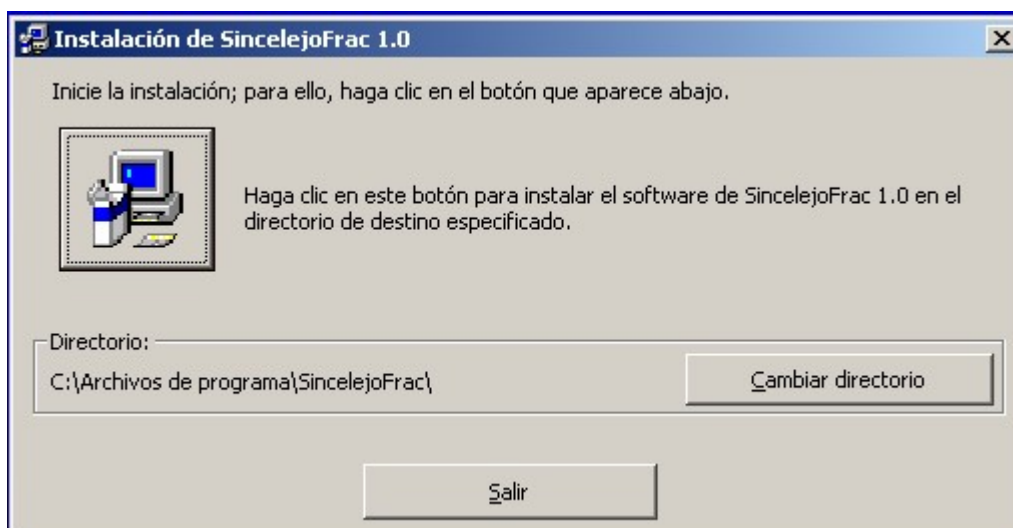 Instalación de SincelejoFrac 1.0
Inicie la instalación; para ello, haga clic en el botón que aparece abajo.
Haga clic en este botón para instalar el software de SincelejoFrac 1.0 en el
directorio de destino especificado.
Directorio:
C:\Archivos de programa\SincelejoFrac\
Cambiar directorio
Salir